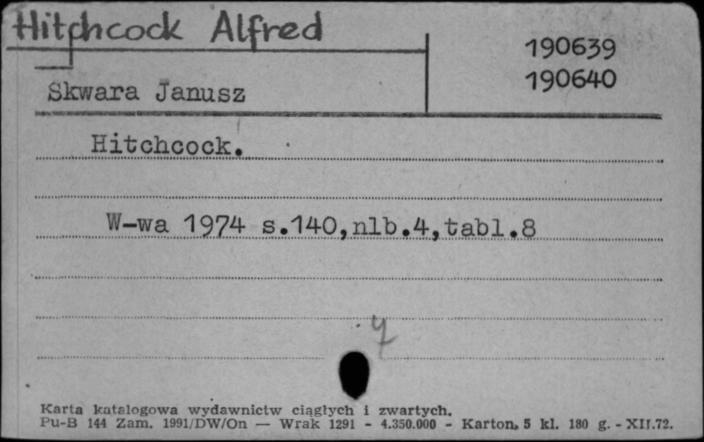 Hitchcock Alfred
190639
190640
Skwara Janusz
Hitchcock.
W-wa 1974 s.140,nlb.4,tabl.8
Karta katalogowa wydawnictw ciągłych i zwartych.
Pu-B 144 Zam. 1991/DW/On — Wrak 1291 - 4.350.000 - Karton. 5 kl. 180 g. - XII.72.